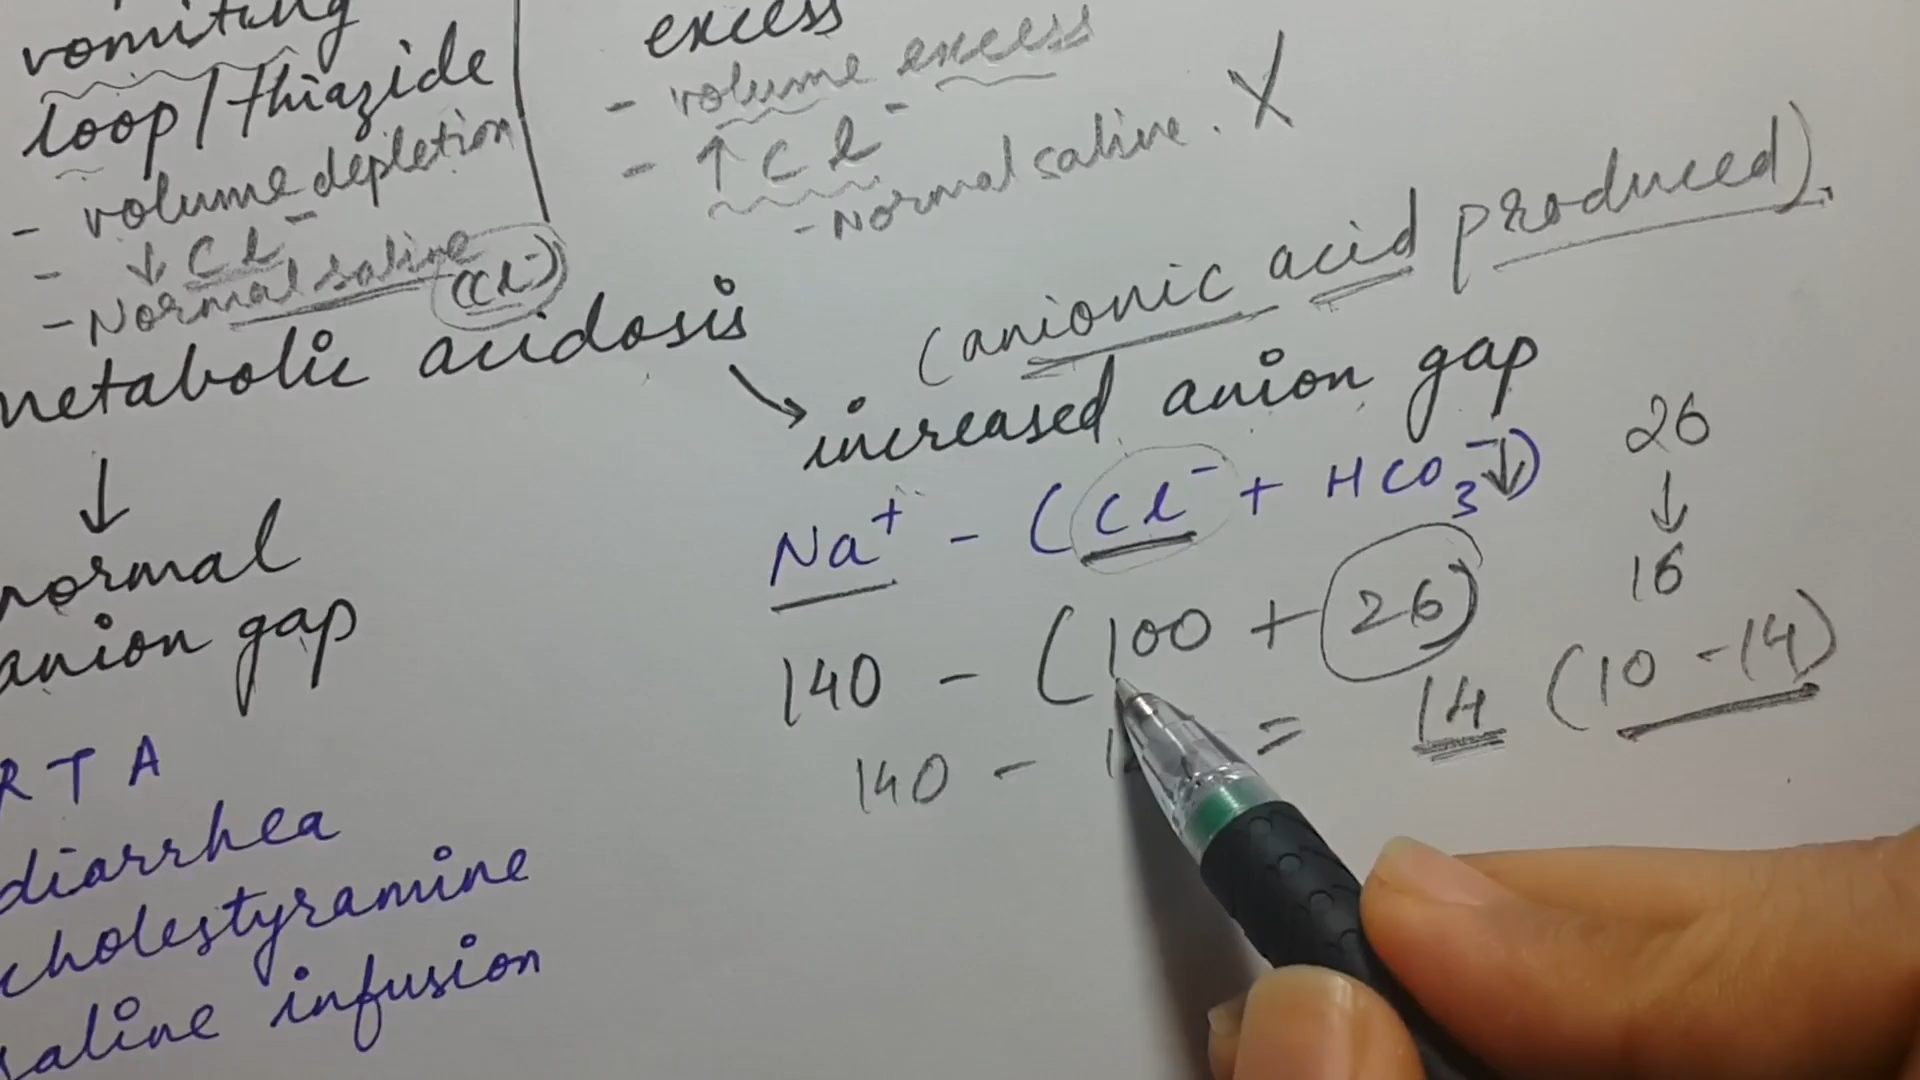 vomiting
loop/thiazide
- volume depletion
- ↓ Cl⁻
- Normal saline (Cl⁻)
excess
- volume excess
- ↑ Cl⁻
- Normal saline. X
metabolic acidosis
↓
normal
anion gap
RTA
diarrhea
cholestyramine
saline infusion
(anionic acid produced).
→ increased anion gap
Na⁺ - (Cl⁻ + HCO₃⁻↓)
140 - (100 + 26)
140 - = 14 (10 - 14)
26
↓
16